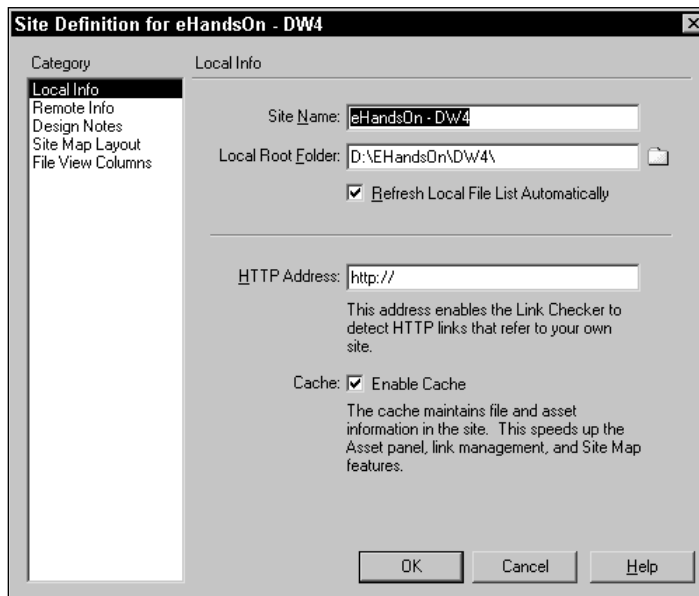 Site Definition for eHandsOn - DW4
Category
Local Info
Remote Info
Design Notes
Site Map Layout
File View Columns
Local Info
Site Name: eHandsOn - DW4
Local Root Folder: D:\EHandsOn\DW4\
Refresh Local File List Automatically
HTTP Address: http://
This address enables the Link Checker to
detect HTTP links that refer to your own
site.
Cache: Enable Cache
The cache maintains file and asset
information in the site. This speeds up the
Asset panel, link management, and Site Map
features.
OK Cancel Help